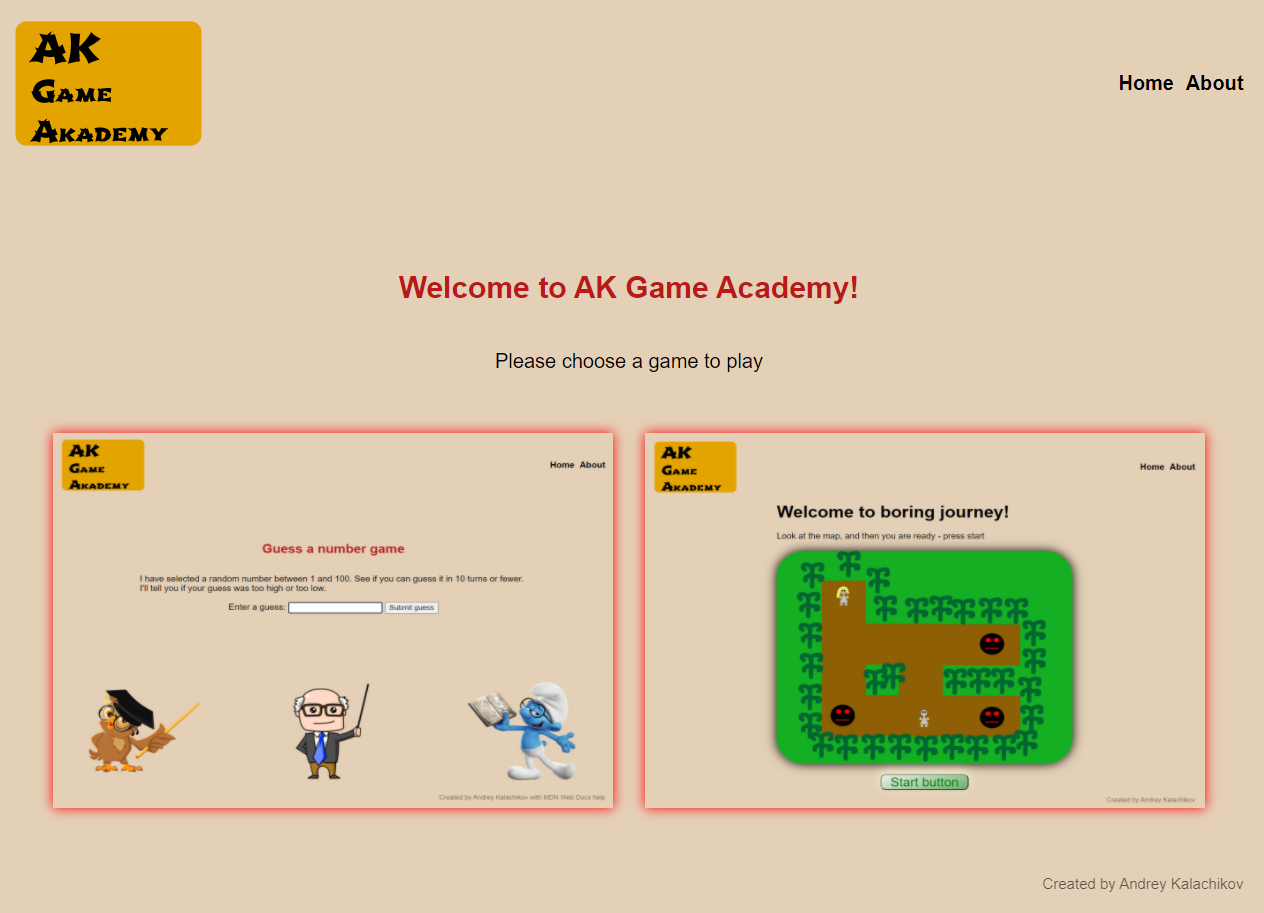 AK
Game
Akademy
Home About
Welcome to AK Game Academy!
Please choose a game to play
AK
Game
Akademy
Home About
Guess a number game
I have selected a random number between 1 and 100. See if you can guess it in 10 turns or fewer.
I'll tell you if your guess was too high or too low.
Enter a guess: Submit guess
Created by Andrey Kalachikov with MDN Web Docs help
AK
Game
Akademy
Home About
Welcome to boring journey!
Look at the map, and then you are ready - press start
Start button
Created by Andrey Kalachikov
Created by Andrey Kalachikov